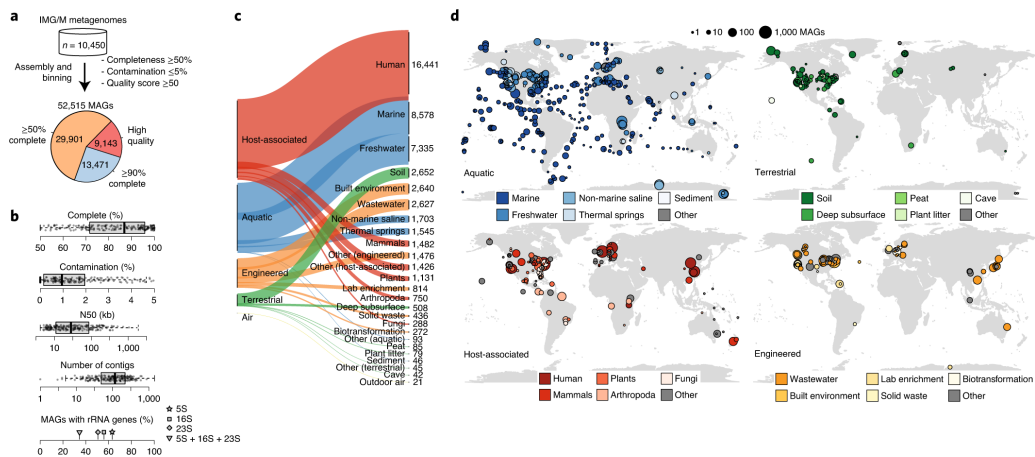 a
IMG/M metagenomes
n = 10,450
Assembly and
binning
- Completeness ≥50%
- Contamination ≤5%
- Quality score ≥50
52,515 MAGs
≥50%
complete
29,901
High
quality
9,143
13,471
≥90%
complete
b
Complete (%)
50 60 70 80 90 100
Contamination (%)
0 1 2 3 4 5
N50 (kb)
10 100 1,000
Number of contigs
1 10 100 1,000
MAGs with rRNA genes (%)
0 20 40 60 80 100
5S
16S
23S
5S + 16S + 23S
c
Host-associated
Aquatic
Engineered
Terrestrial
Air
Human 16,441
Marine 8,578
Freshwater 7,335
Soil 2,652
Built environment 2,640
Wastewater 2,627
Non-marine saline 1,703
Thermal springs 1,545
Mammals 1,482
Other (engineered) 1,476
Other (host-associated) 1,426
Plants 1,131
Lab enrichment 814
Arthropoda 750
Deep subsurface 508
Solid waste 436
Fungi 288
Biotransformation 272
Other (aquatic) 93
Peat 85
Plant litter 79
Sediment 46
Other (terrestrial) 45
Cave 42
Outdoor air 21
d
1 10 100 1,000 MAGs
Aquatic
Marine Non-marine saline Sediment
Freshwater Thermal springs Other
Terrestrial
Soil Peat Cave
Deep subsurface Plant litter Other
Host-associated
Human Plants Fungi
Mammals Arthropoda Other
Engineered
Wastewater Lab enrichment Biotransformation
Built environment Solid waste Other